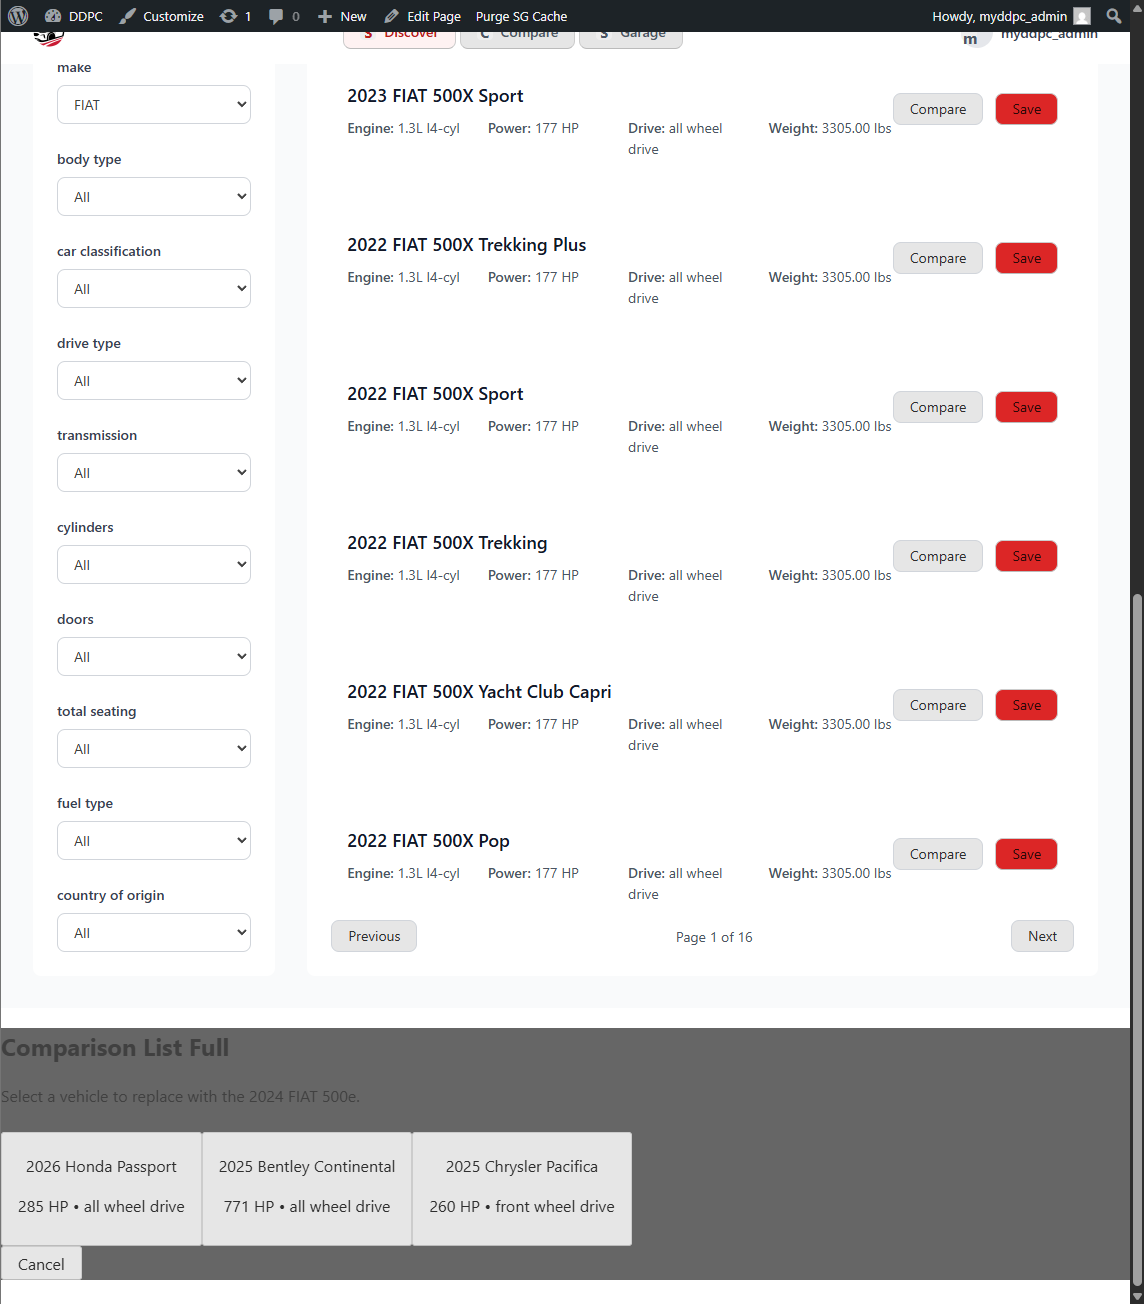 DDPC Customize 1 0 New Edit Page Purge SG Cache Howdy, myddpc_admin
S Discover C Compare S Garage m myddpc_admin
make
FIAT
body type
All
car classification
All
drive type
All
transmission
All
cylinders
All
doors
All
total seating
All
fuel type
All
country of origin
All
2023 FIAT 500X Sport
Engine: 1.3L I4-cyl Power: 177 HP Drive: all wheel Weight: 3305.00 lbs
drive
Compare Save
2022 FIAT 500X Trekking Plus
Engine: 1.3L I4-cyl Power: 177 HP Drive: all wheel Weight: 3305.00 lbs
drive
Compare Save
2022 FIAT 500X Sport
Engine: 1.3L I4-cyl Power: 177 HP Drive: all wheel Weight: 3305.00 lbs
drive
Compare Save
2022 FIAT 500X Trekking
Engine: 1.3L I4-cyl Power: 177 HP Drive: all wheel Weight: 3305.00 lbs
drive
Compare Save
2022 FIAT 500X Yacht Club Capri
Engine: 1.3L I4-cyl Power: 177 HP Drive: all wheel Weight: 3305.00 lbs
drive
Compare Save
2022 FIAT 500X Pop
Engine: 1.3L I4-cyl Power: 177 HP Drive: all wheel Weight: 3305.00 lbs
drive
Compare Save
Previous Page 1 of 16 Next
Comparison List Full
Select a vehicle to replace with the 2024 FIAT 500e.
2026 Honda Passport
285 HP • all wheel drive
2025 Bentley Continental
771 HP • all wheel drive
2025 Chrysler Pacifica
260 HP • front wheel drive
Cancel